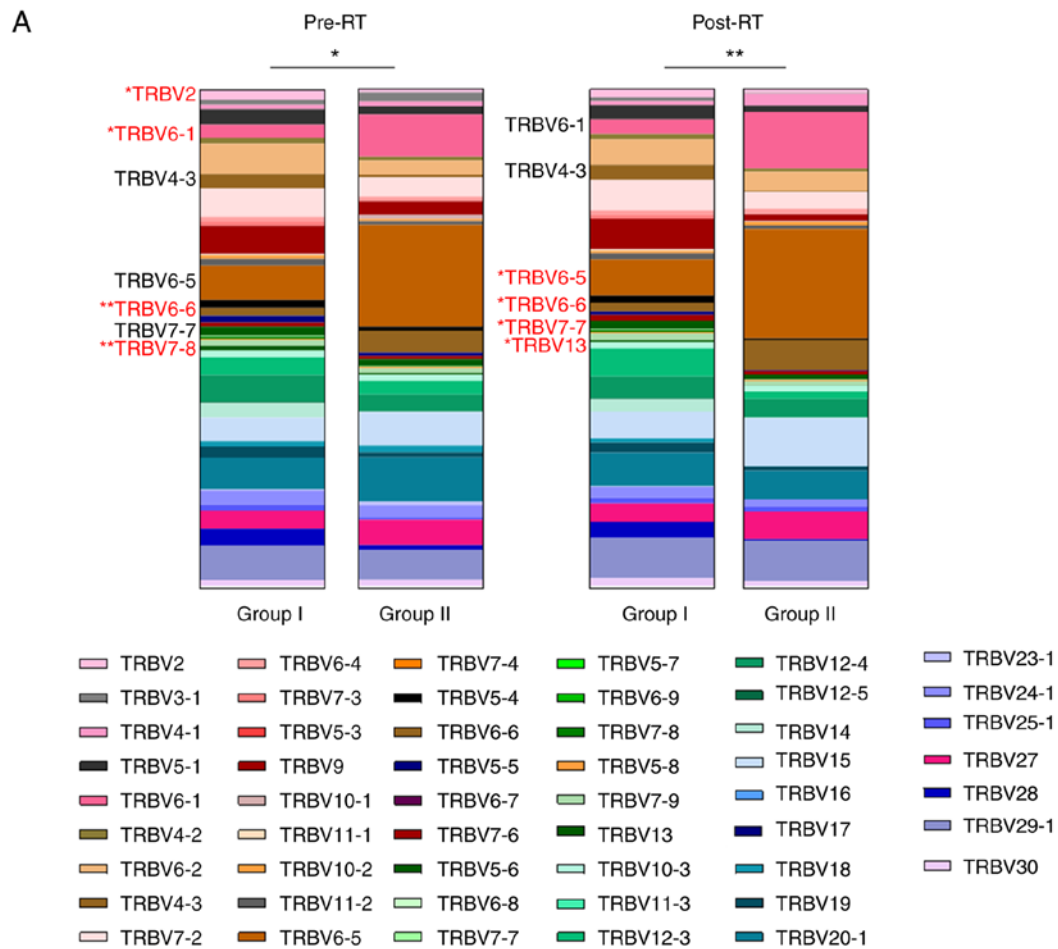 A
Pre-RT
Post-RT
*
**
*TRBV2
*TRBV6-1
TRBV4-3
TRBV6-5
**TRBV6-6
TRBV7-7
**TRBV7-8
TRBV6-1
TRBV4-3
*TRBV6-5
*TRBV6-6
*TRBV7-7
*TRBV13
Group I
Group II
Group I
Group II
TRBV2
TRBV3-1
TRBV4-1
TRBV5-1
TRBV6-1
TRBV4-2
TRBV6-2
TRBV4-3
TRBV7-2
TRBV6-4
TRBV7-3
TRBV5-3
TRBV9
TRBV10-1
TRBV11-1
TRBV10-2
TRBV11-2
TRBV6-5
TRBV7-4
TRBV5-4
TRBV6-6
TRBV5-5
TRBV6-7
TRBV7-6
TRBV5-6
TRBV6-8
TRBV7-7
TRBV5-7
TRBV6-9
TRBV7-8
TRBV5-8
TRBV7-9
TRBV13
TRBV10-3
TRBV11-3
TRBV12-3
TRBV12-4
TRBV12-5
TRBV14
TRBV15
TRBV16
TRBV17
TRBV18
TRBV19
TRBV20-1
TRBV23-1
TRBV24-1
TRBV25-1
TRBV27
TRBV28
TRBV29-1
TRBV30